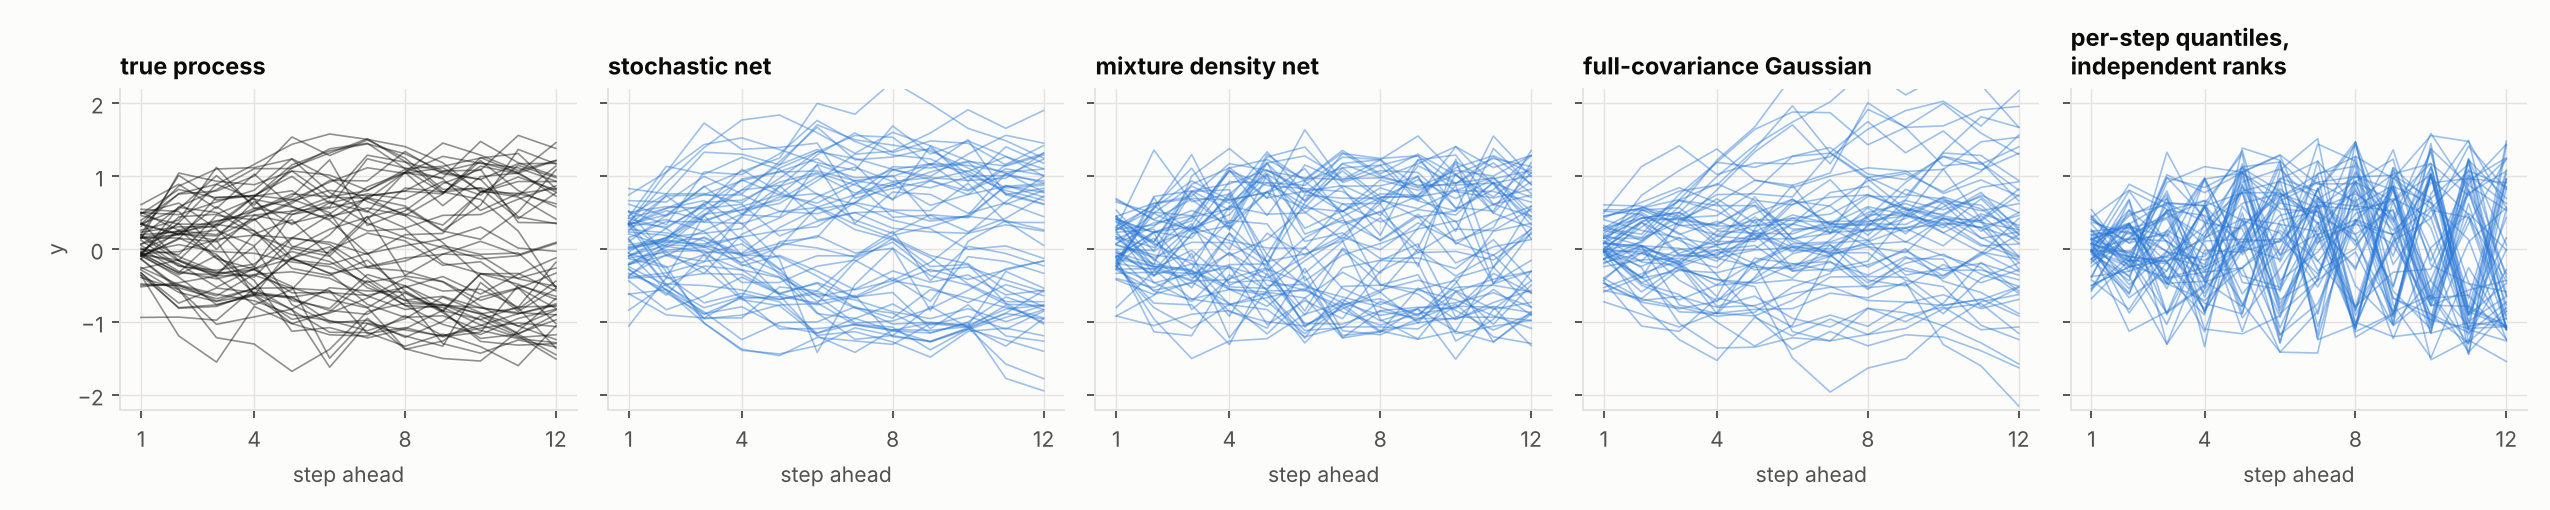 true process
stochastic net
mixture density net
full-covariance Gaussian
per-step quantiles,
independent ranks
y
2
1
0
−1
−2
1 4 8 12
1 4 8 12
1 4 8 12
1 4 8 12
1 4 8 12
step ahead
step ahead
step ahead
step ahead
step ahead